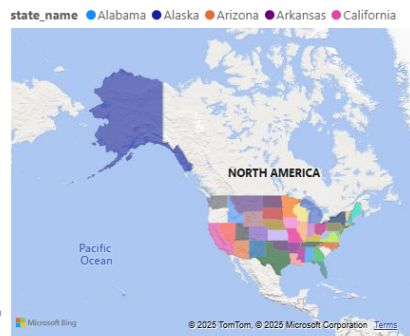 state_name Alabama Alaska Arizona Arkansas California
NORTH AMERICA
Pacific
Ocean
Microsoft Bing
© 2025 TomTom, © 2025 Microsoft Corporation Terms